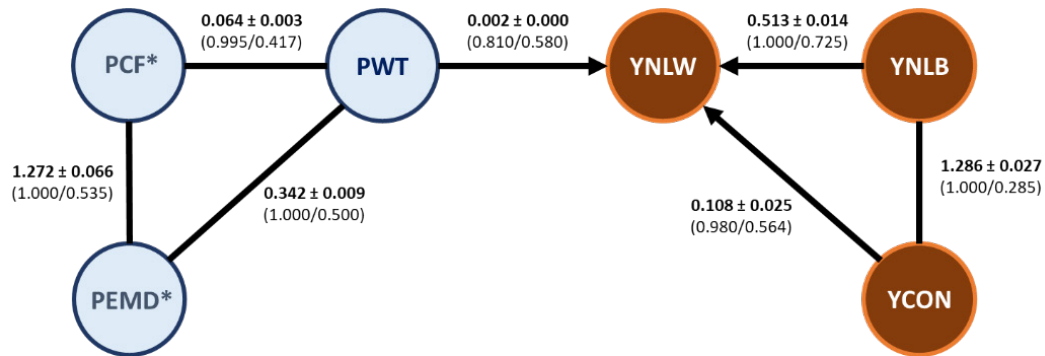 0.064 ± 0.003
(0.995/0.417)
0.002 ± 0.000
(0.810/0.580)
0.513 ± 0.014
(1.000/0.725)
PCF*
PWT
YNLW
YNLB
1.272 ± 0.066
(1.000/0.535)
0.342 ± 0.009
(1.000/0.500)
0.108 ± 0.025
(0.980/0.564)
1.286 ± 0.027
(1.000/0.285)
PEMD*
YCON